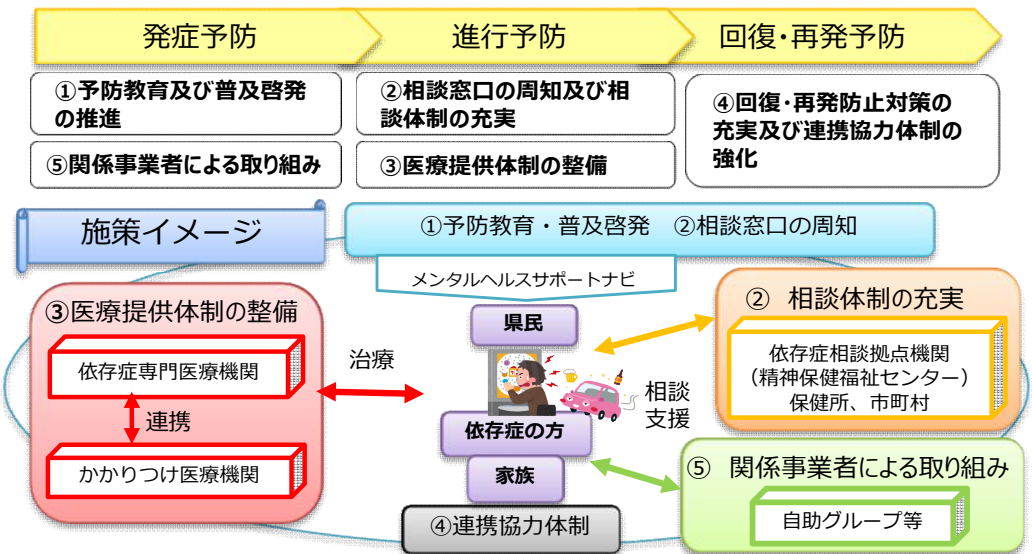 発症予防
進行予防
回復・再発予防
①予防教育及び普及啓発
の推進
⑤関係事業者による取り組み
②相談窓口の周知及び相
談体制の充実
③医療提供体制の整備
④回復・再発防止対策の
充実及び連携協力体制の
強化
施策イメージ
①予防教育・普及啓発　②相談窓口の周知
メンタルヘルスサポートナビ
③医療提供体制の整備
依存症専門医療機関
連携
かかりつけ医療機関
治療
県民
依存症の方
家族
④連携協力体制
相談
支援
②　相談体制の充実
依存症相談拠点機関
（精神保健福祉センター）
保健所、市町村
⑤　関係事業者による取り組み
自助グループ等